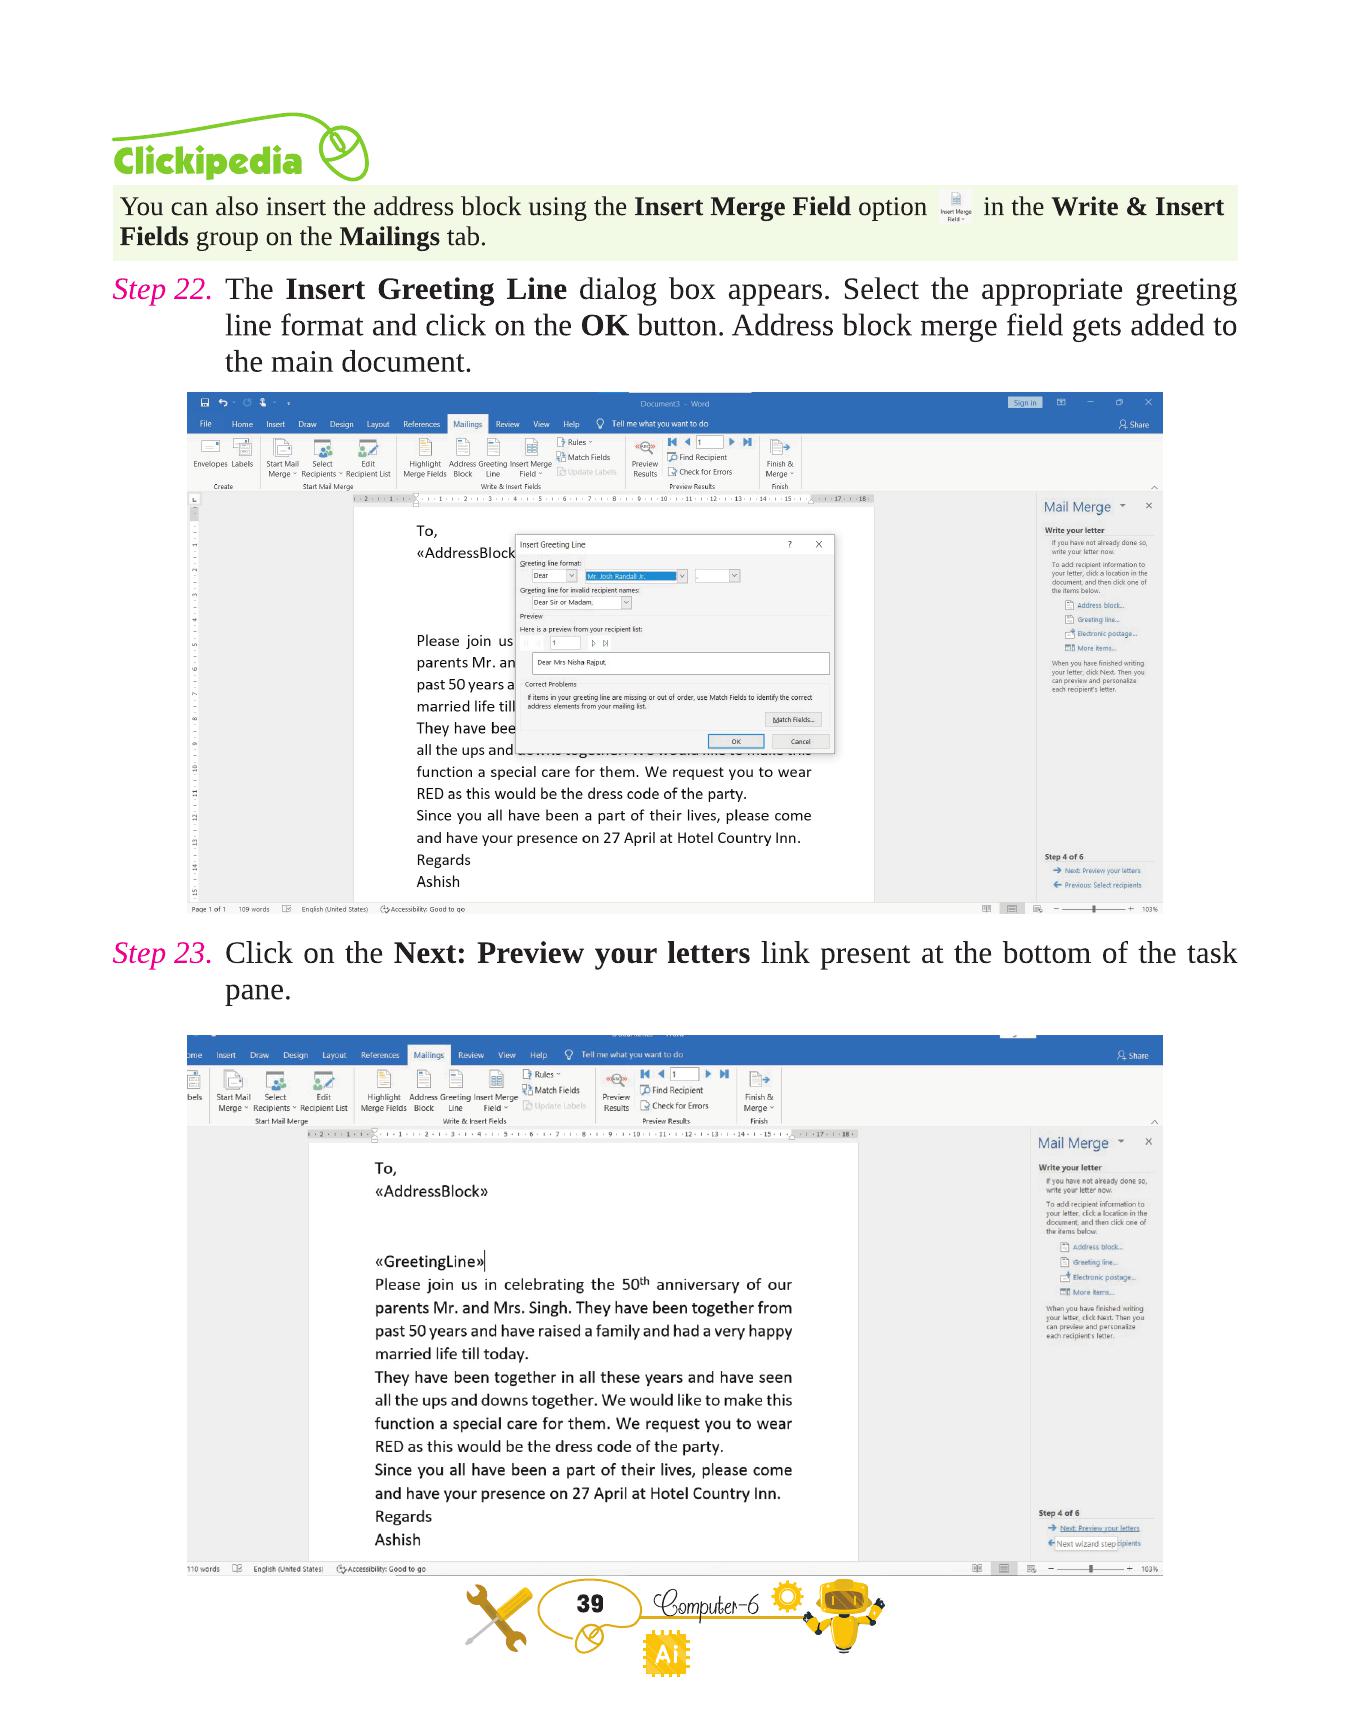 Clickipedia
You can also insert the address block using the Insert Merge Field option Insert Merge Field in the Write & Insert
Fields group on the Mailings tab.
Step 22. The Insert Greeting Line dialog box appears. Select the appropriate greeting
line format and click on the OK button. Address block merge field gets added to
the main document.
Document3 - Word
Sign in
File Home Insert Draw Design Layout References Mailings Review View Help Tell me what you want to do Share
Envelopes Labels Start Mail Merge Select Recipients Edit Recipient List Highlight Merge Fields Address Block Greeting Line Insert Merge Field
Rules
Match Fields
Update Labels
Preview Results
1
Find Recipient
Check for Errors
Finish & Merge
Create Start Mail Merge Write & Insert Fields Preview Results Finish
To,
«AddressBlock
Please join us
parents Mr. an
past 50 years a
married life till
They have bee
all the ups and downs together. We would like to make this
function a special care for them. We request you to wear
RED as this would be the dress code of the party.
Since you all have been a part of their lives, please come
and have your presence on 27 April at Hotel Country Inn.
Regards
Ashish
Insert Greeting Line ?
Greeting line format:
Dear Mr. Josh Randall Jr. ,
Greeting line for invalid recipient names:
Dear Sir or Madam,
Preview
Here is a preview from your recipient list:
1
Dear Mrs Nisha Rajput,
Correct Problems
If items in your greeting line are missing or out of order, use Match Fields to identify the correct
address elements from your mailing list.
Match Fields...
OK Cancel
Mail Merge
Write your letter
If you have not already done so,
write your letter now.
To add recipient information to
your letter, click a location in the
document, and then click one of
the items below.
Address block...
Greeting line...
Electronic postage...
More items...
When you have finished writing
your letter, click Next. Then you
can preview and personalize
each recipient's letter.
Step 4 of 6
Next: Preview your letters
Previous: Select recipients
Page 1 of 1 109 words English (United States) Accessibility: Good to go 103%
Step 23. Click on the Next: Preview your letters link present at the bottom of the task
pane.
ome Insert Draw Design Layout References Mailings Review View Help Tell me what you want to do Share
bels Start Mail Merge Select Recipients Edit Recipient List Highlight Merge Fields Address Block Greeting Line Insert Merge Field
Rules
Match Fields
Update Labels
Preview Results
1
Find Recipient
Check for Errors
Finish & Merge
Start Mail Merge Write & Insert Fields Preview Results Finish
To,
«AddressBlock»
«GreetingLine»
Please join us in celebrating the 50th anniversary of our
parents Mr. and Mrs. Singh. They have been together from
past 50 years and have raised a family and had a very happy
married life till today.
They have been together in all these years and have seen
all the ups and downs together. We would like to make this
function a special care for them. We request you to wear
RED as this would be the dress code of the party.
Since you all have been a part of their lives, please come
and have your presence on 27 April at Hotel Country Inn.
Regards
Ashish
Mail Merge
Write your letter
If you have not already done so,
write your letter now.
To add recipient information to
your letter, click a location in the
document, and then click one of
the items below.
Address block...
Greeting line...
Electronic postage...
More items...
When you have finished writing
your letter, click Next. Then you
can preview and personalize
each recipient's letter.
Step 4 of 6
Next: Preview your letters
Next wizard step cipients
110 words English (United States) Accessibility: Good to go 103%
39 Computer-6
Ai